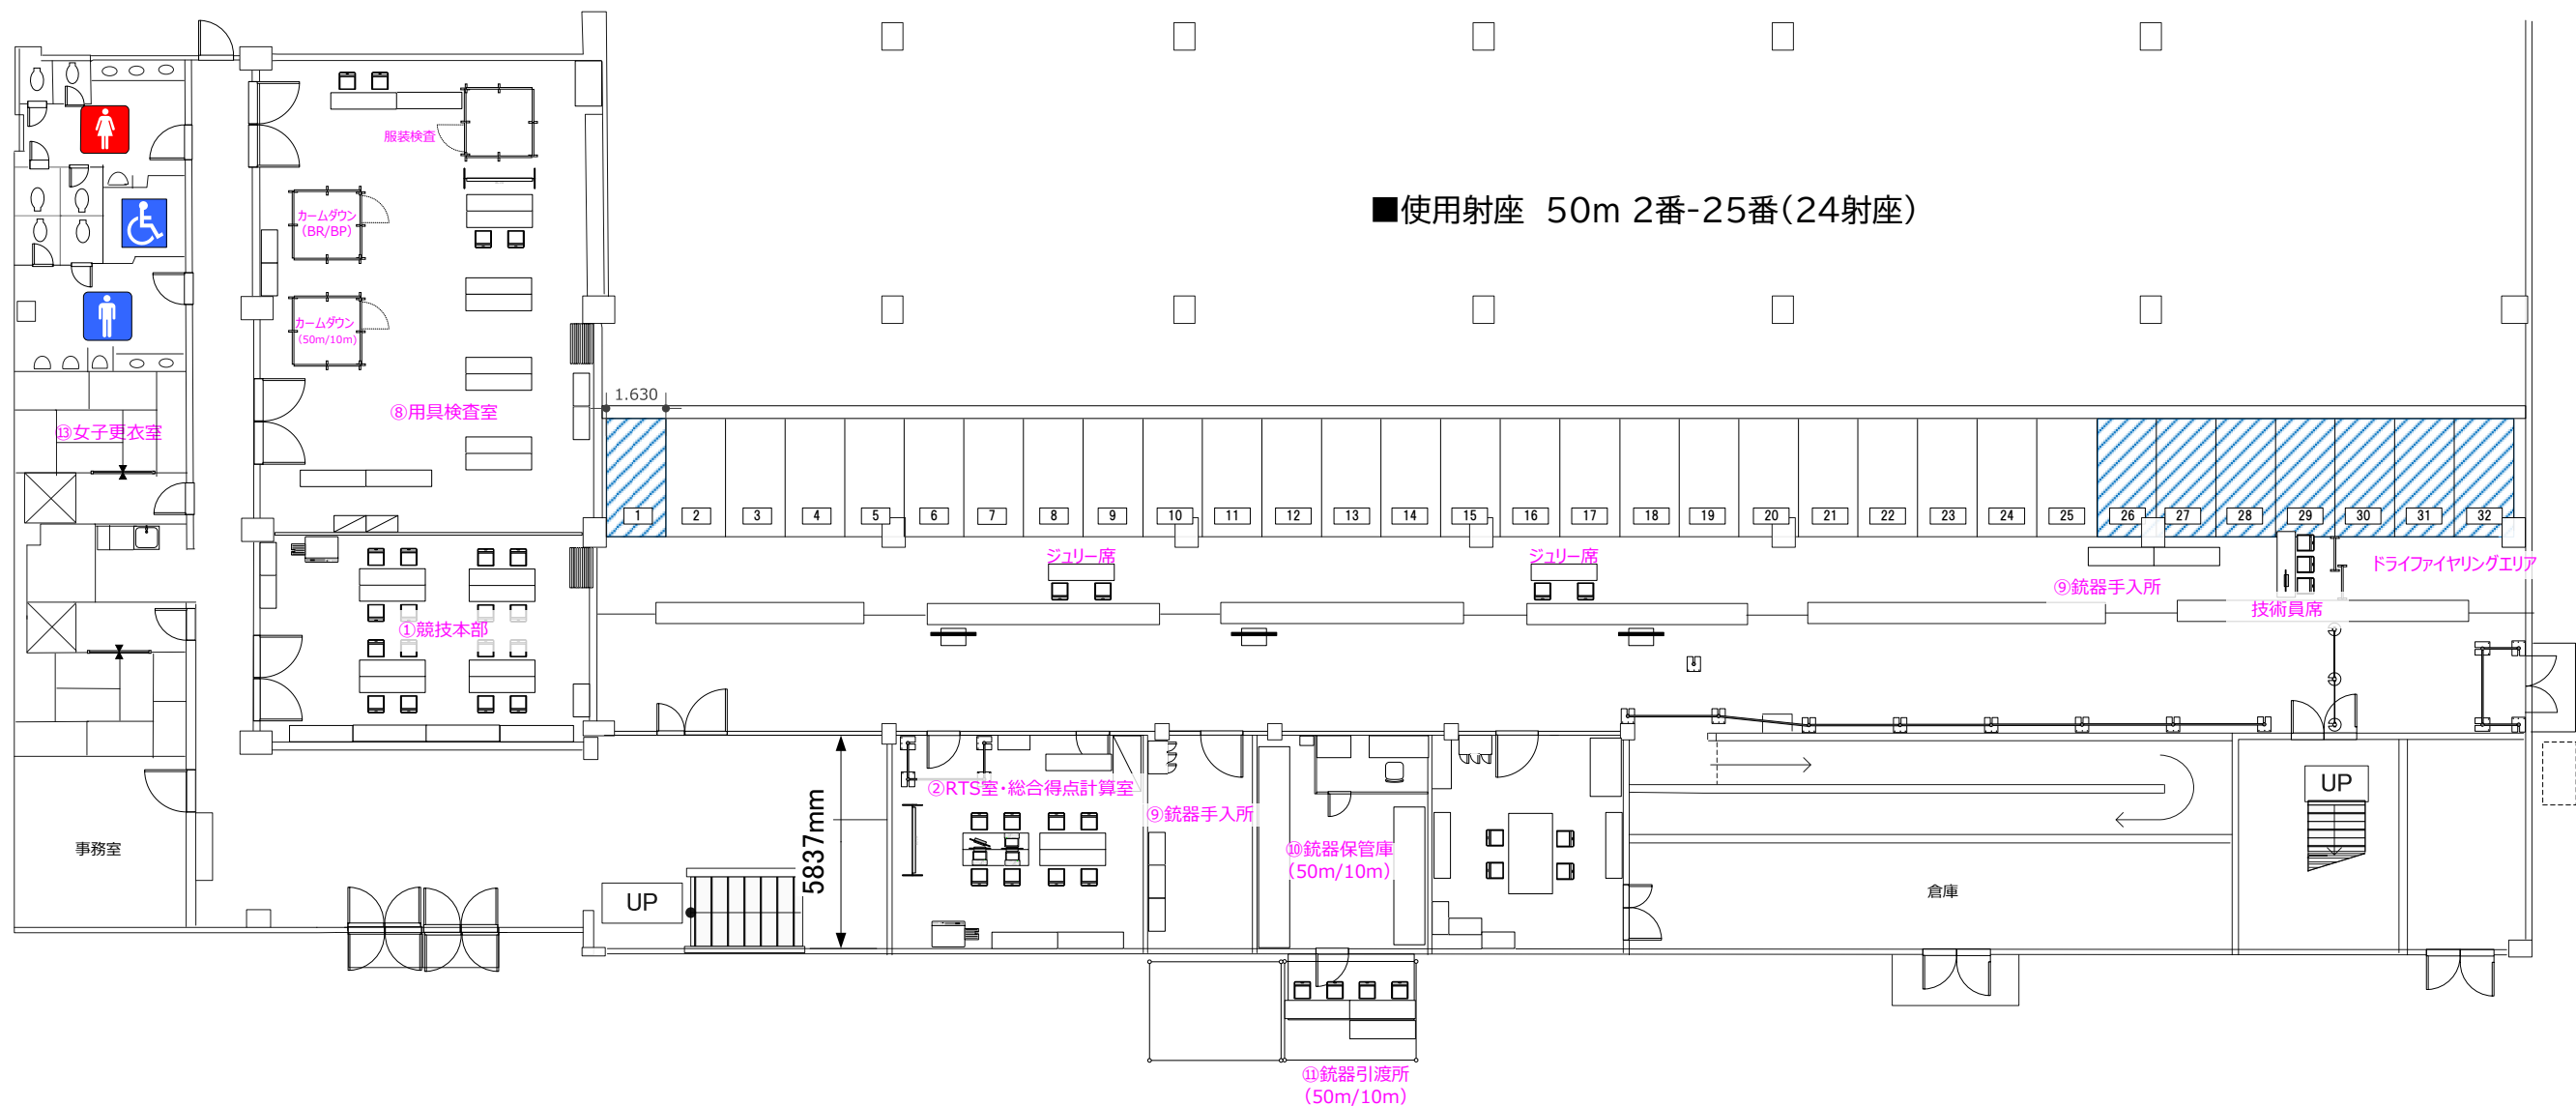 ■使用射座 50m 2番-25番(24射座)
服装検査
カームダウン
(BR/BP)
カームダウン
(50m/10m)
⑧用具検査室
⑬女子更衣室
1.630
1 2 3 4 5 6 7 8 9 10 11 12 13 14 15 16 17 18 19 20 21 22 23 24 25 26 27 28 29 30 31 32
ジュリー席
ジュリー席
ドライファイヤリングエリア
⑨銃器手入所
技術員席
①競技本部
②RTS室・総合得点計算室
⑨銃器手入所
⑩銃器保管庫
(50m/10m)
5837mm
UP
UP
事務室
倉庫
⑪銃器引渡所
(50m/10m)